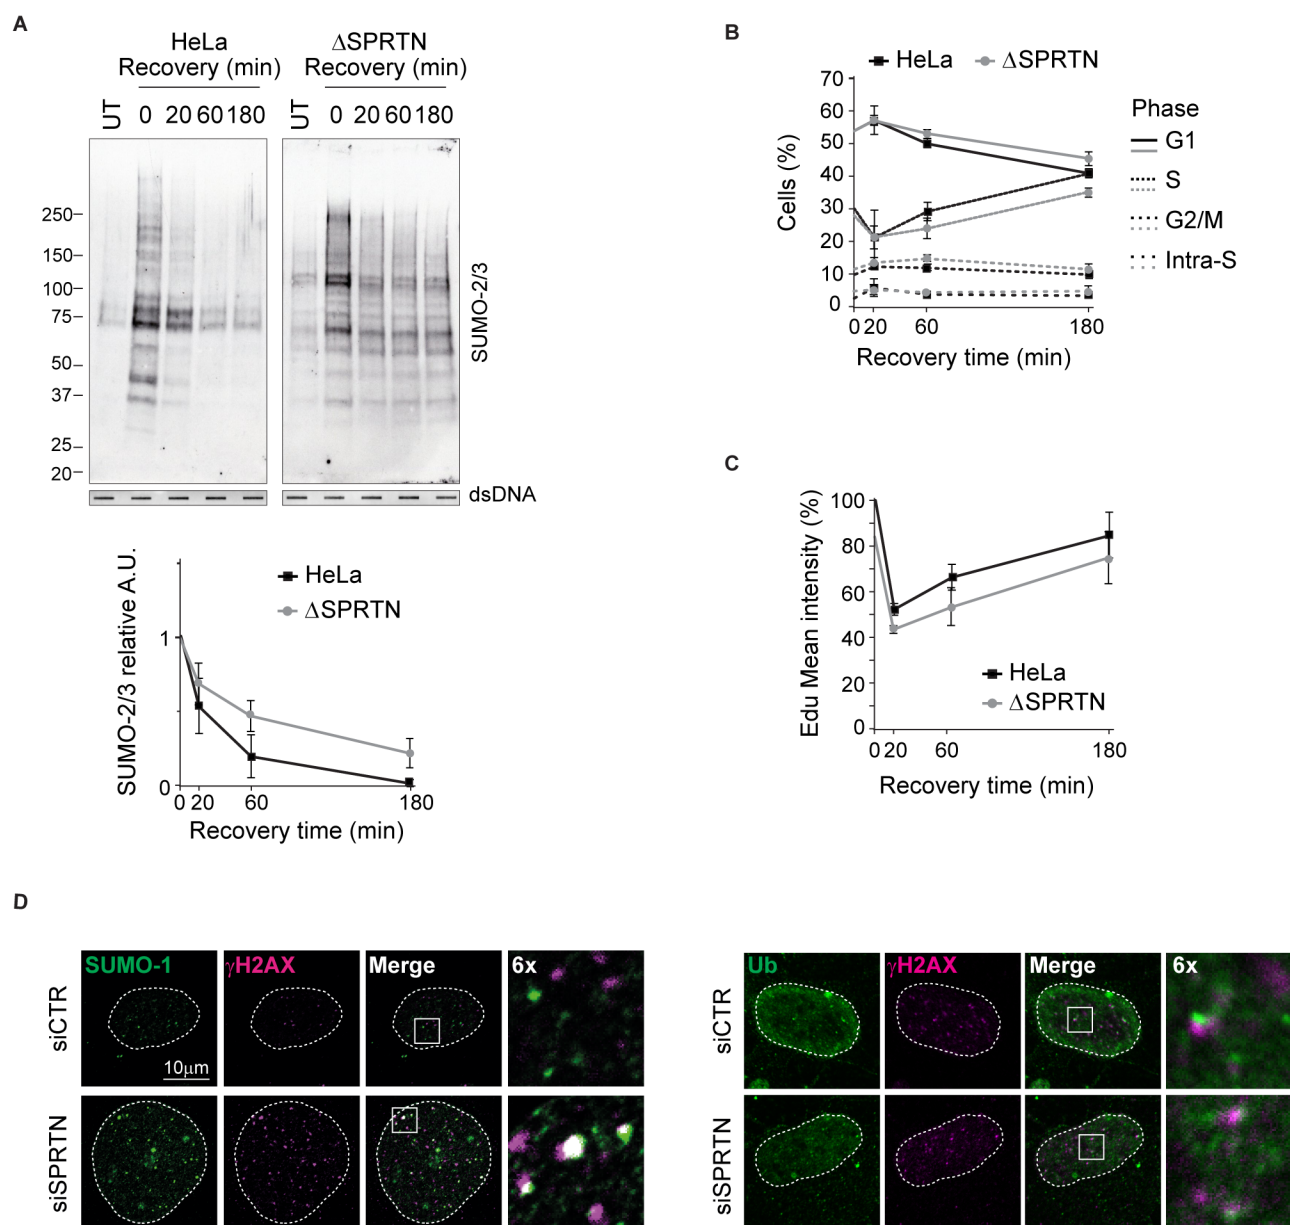 A
HeLa
Recovery (min)
ΔSPRTN
Recovery (min)
UT 0 20 60 180
UT 0 20 60 180
250
150
100
75
50
37
25
20
SUMO-2/3
dsDNA
SUMO-2/3 relative A.U.
1
0
HeLa
ΔSPRTN
0 20 60 180
Recovery time (min)
B
HeLa ΔSPRTN
Cells (%)
70
60
50
40
30
20
10
0
0 20 60 180
Recovery time (min)
Phase
G1
S
G2/M
Intra-S
C
Edu Mean intensity (%)
100
80
60
40
20
0
HeLa
ΔSPRTN
0 20 60 180
Recovery time (min)
D
SUMO-1 γH2AX Merge 6x
siCTR
10μm
siSPRTN
Ub γH2AX Merge 6x
siCTR
siSPRTN